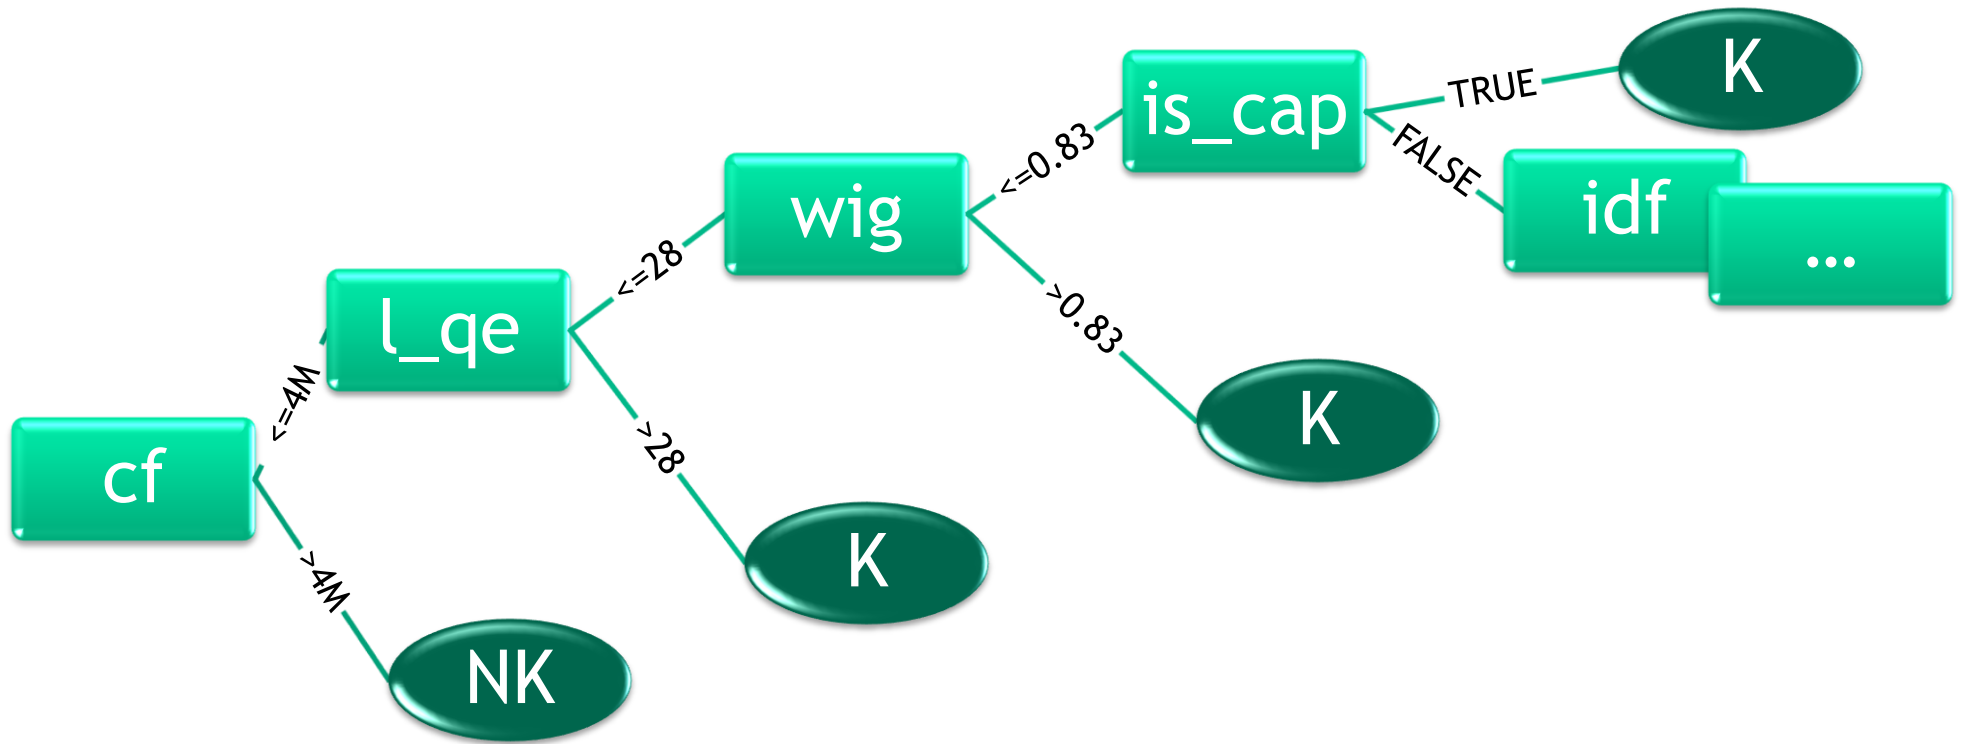 cf
<=4M
>4M
NK
l_qe
<=28
>28
K
wig
<=0.83
>0.83
K
is_cap
TRUE
K
FALSE
idf
...